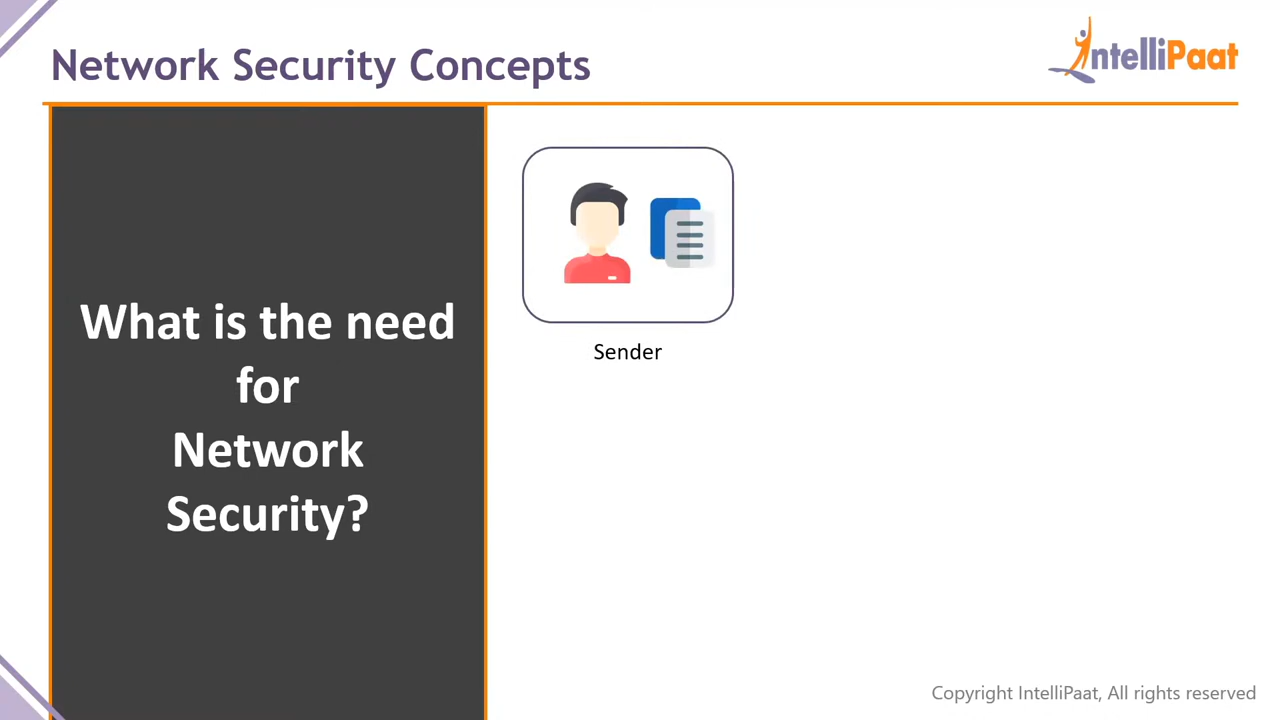 Network Security Concepts
IntelliPaat
What is the need
for
Network
Security?
Sender
Copyright IntelliPaat, All rights reserved